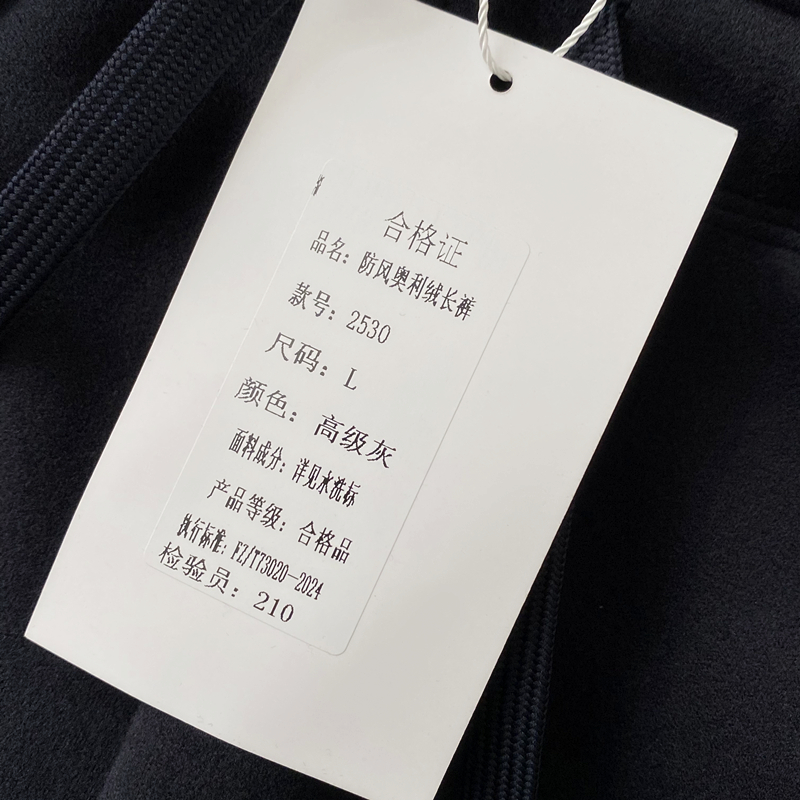 合格证
品名：防风奥利绒长裤
款号：2530
尺码：L
颜色：高级灰
面料成分：详见水洗标
产品等级：合格品
执行标准：FZ/T73020-2024
检验员：210